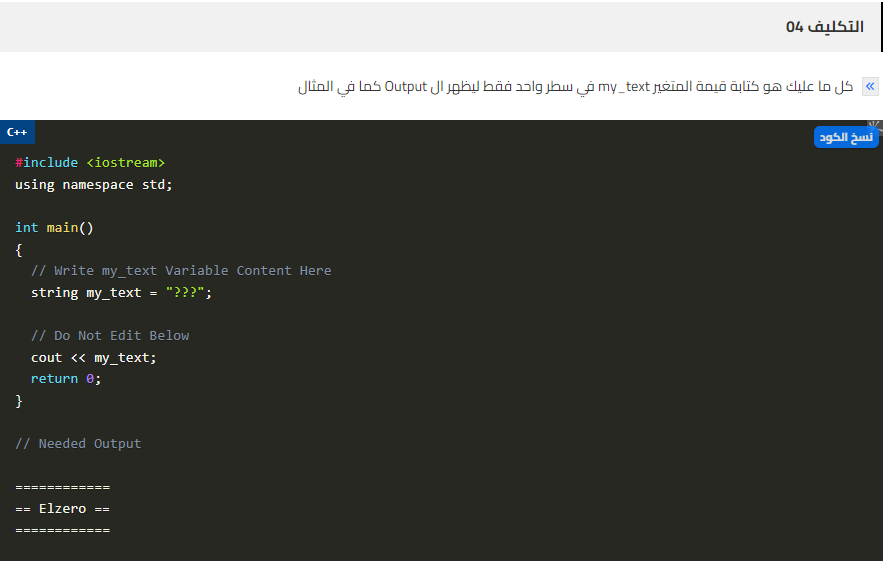 التكليف 04
« كل ما عليك هو كتابة قيمة المتغير my_text في سطر واحد فقط ليظهر ال Output كما في المثال
C++
نسخ الكود
#include <iostream>
using namespace std;
int main()
{
// Write my_text Variable Content Here
string my_text = "???";
// Do Not Edit Below
cout << my_text;
return 0;
}
// Needed Output
============
== Elzero ==
============